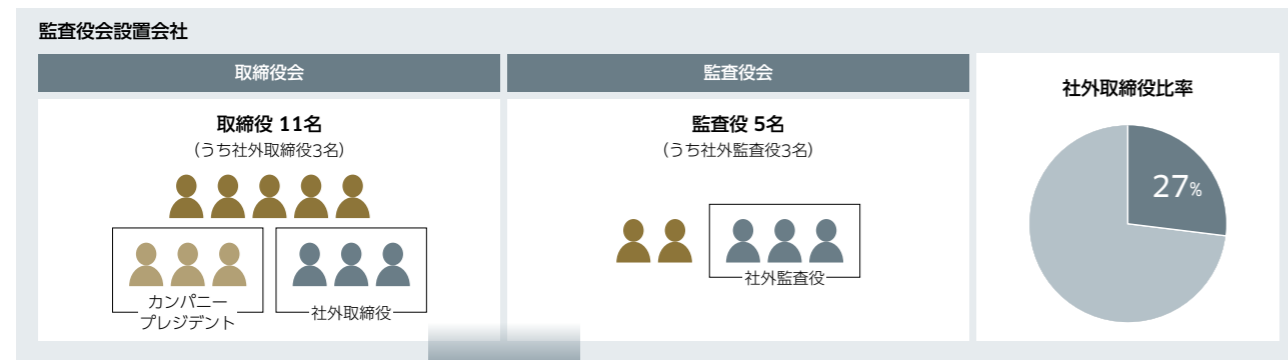 監査役会設置会社
取締役会
取締役 11名
（うち社外取締役3名）
カンパニー
プレジデント
社外取締役
監査役会
監査役 5名
（うち社外監査役3名）
社外監査役
社外取締役比率
27%